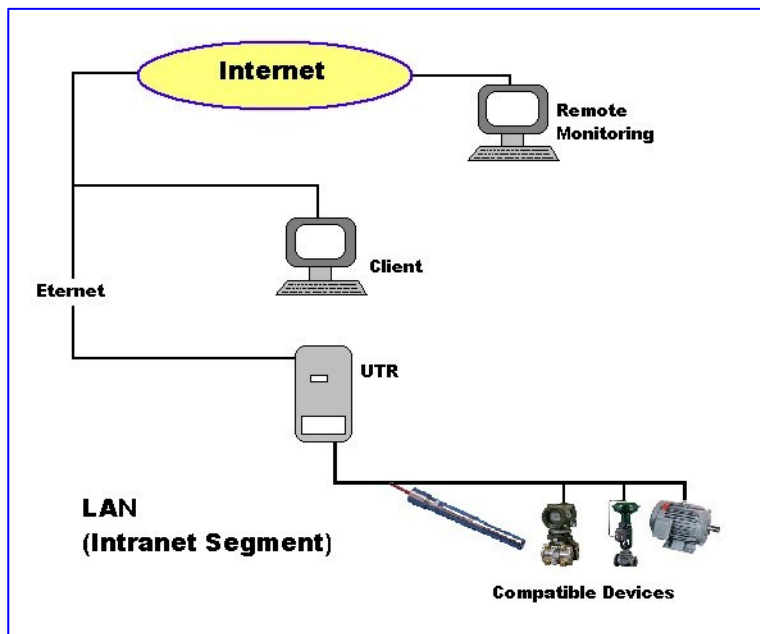 Internet
Remote
Monitoring
Client
Eternet
UTR
LAN
(Intranet Segment)
Compatible Devices